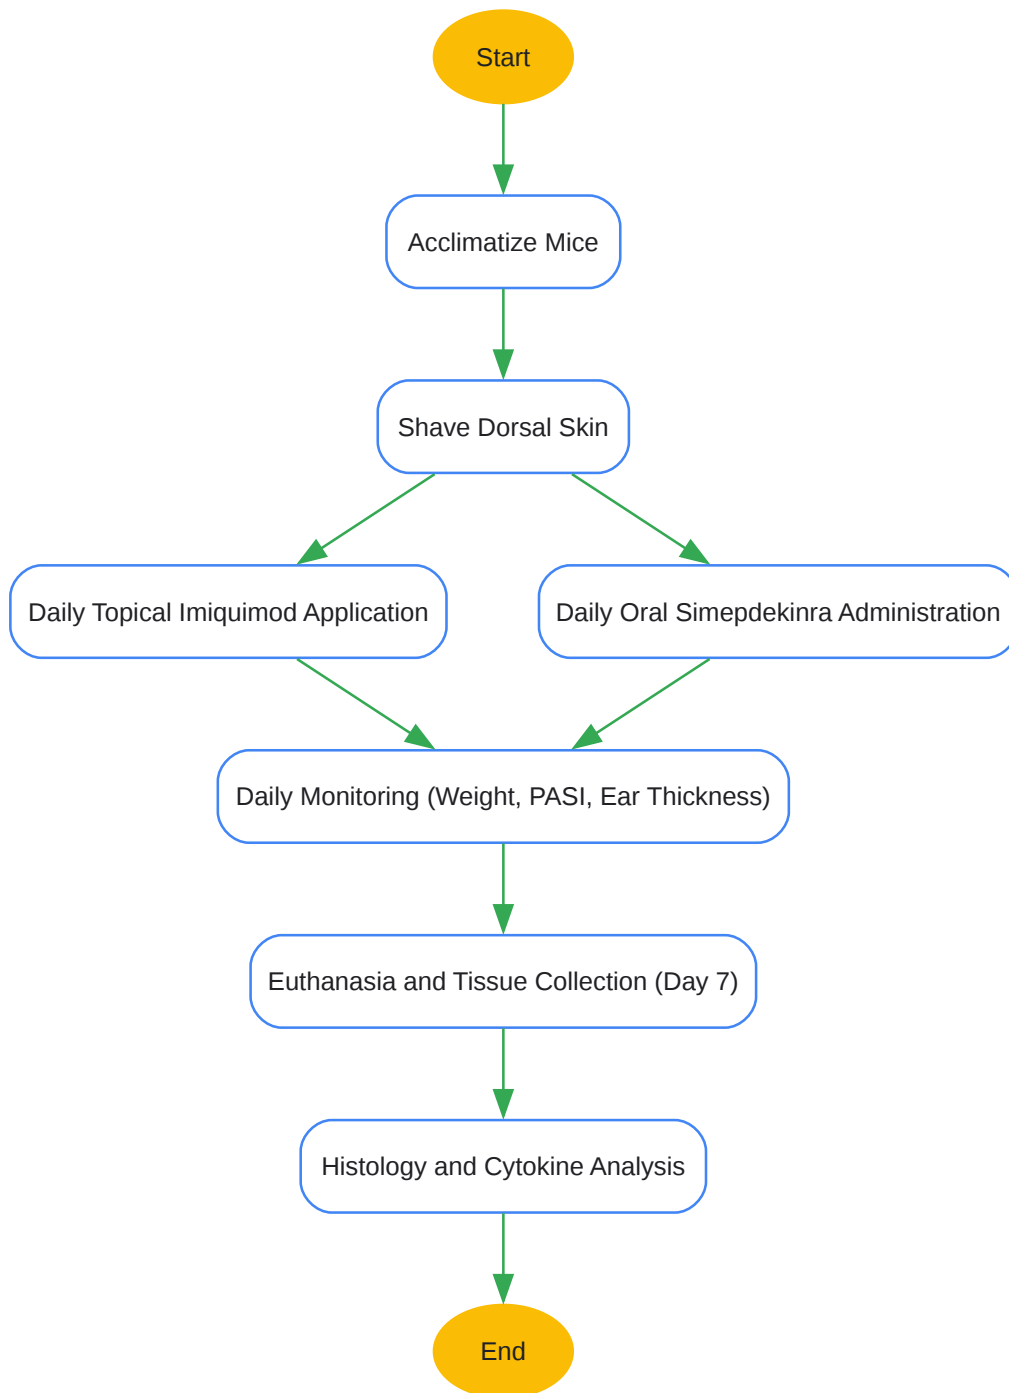 Start
Acclimatize Mice
Shave Dorsal Skin
Daily Topical Imiquimod Application
Daily Oral Simepdekinra Administration
Daily Monitoring (Weight, PASI, Ear Thickness)
Euthanasia and Tissue Collection (Day 7)
Histology and Cytokine Analysis
End